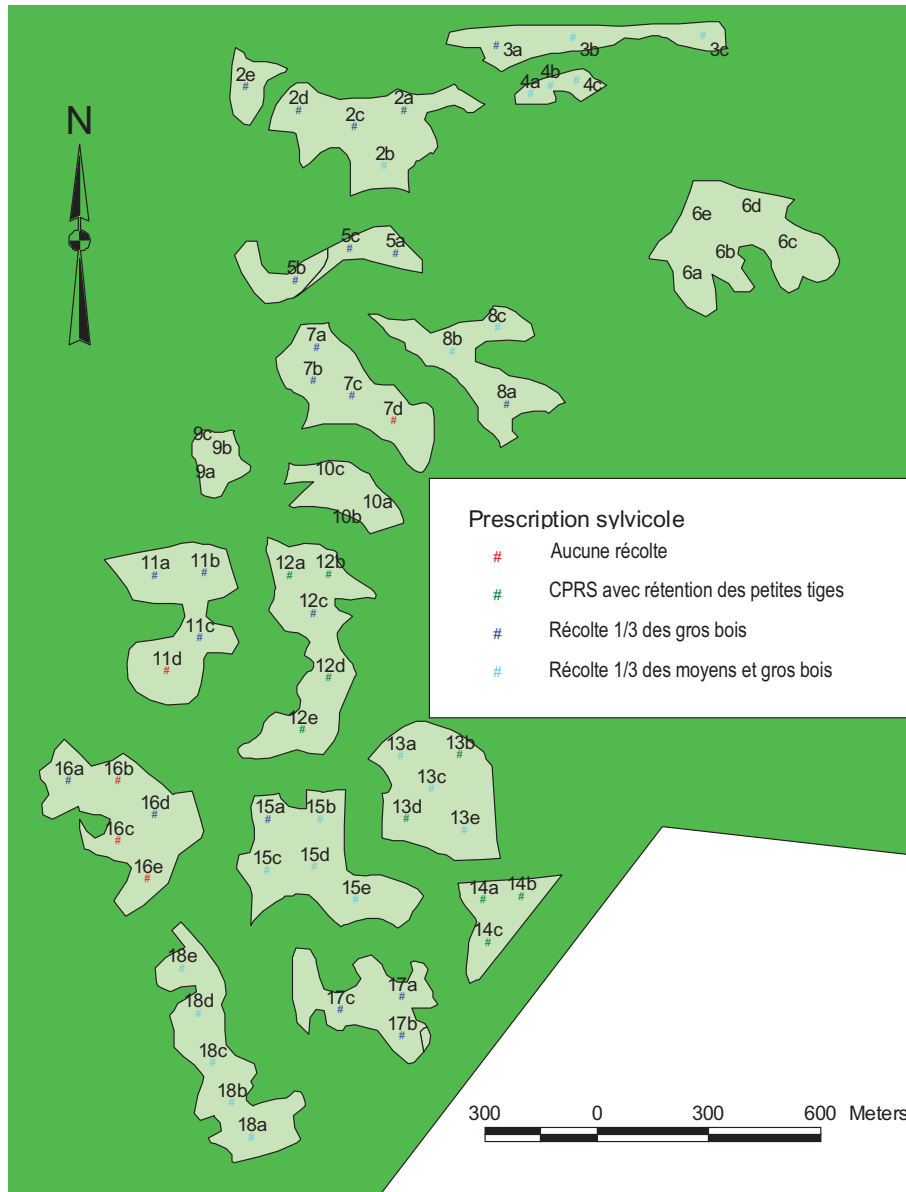 3a
3b
3c
2e
4a
4b
4c
2d
2c
2a
2b
N
6e
6d
6b
6c
6a
5c
5a
5b
8c
8b
8a
7a
7b
7c
7d
9c
9b
9a
10c
10a
10b
Prescription sylvicole
# Aucune récolte
# CPRS avec rétention des petites tiges
# Récolte 1/3 des gros bois
# Récolte 1/3 des moyens et gros bois
11a
11b
11c
11d
12a
12b
12c
12d
12e
13a
13b
13c
13d
13e
16a
16b
16d
16c
16e
15a
15b
15c
15d
15e
14a
14b
14c
18e
18d
18c
18b
18a
17a
17c
17b
300 0 300 600 Meters